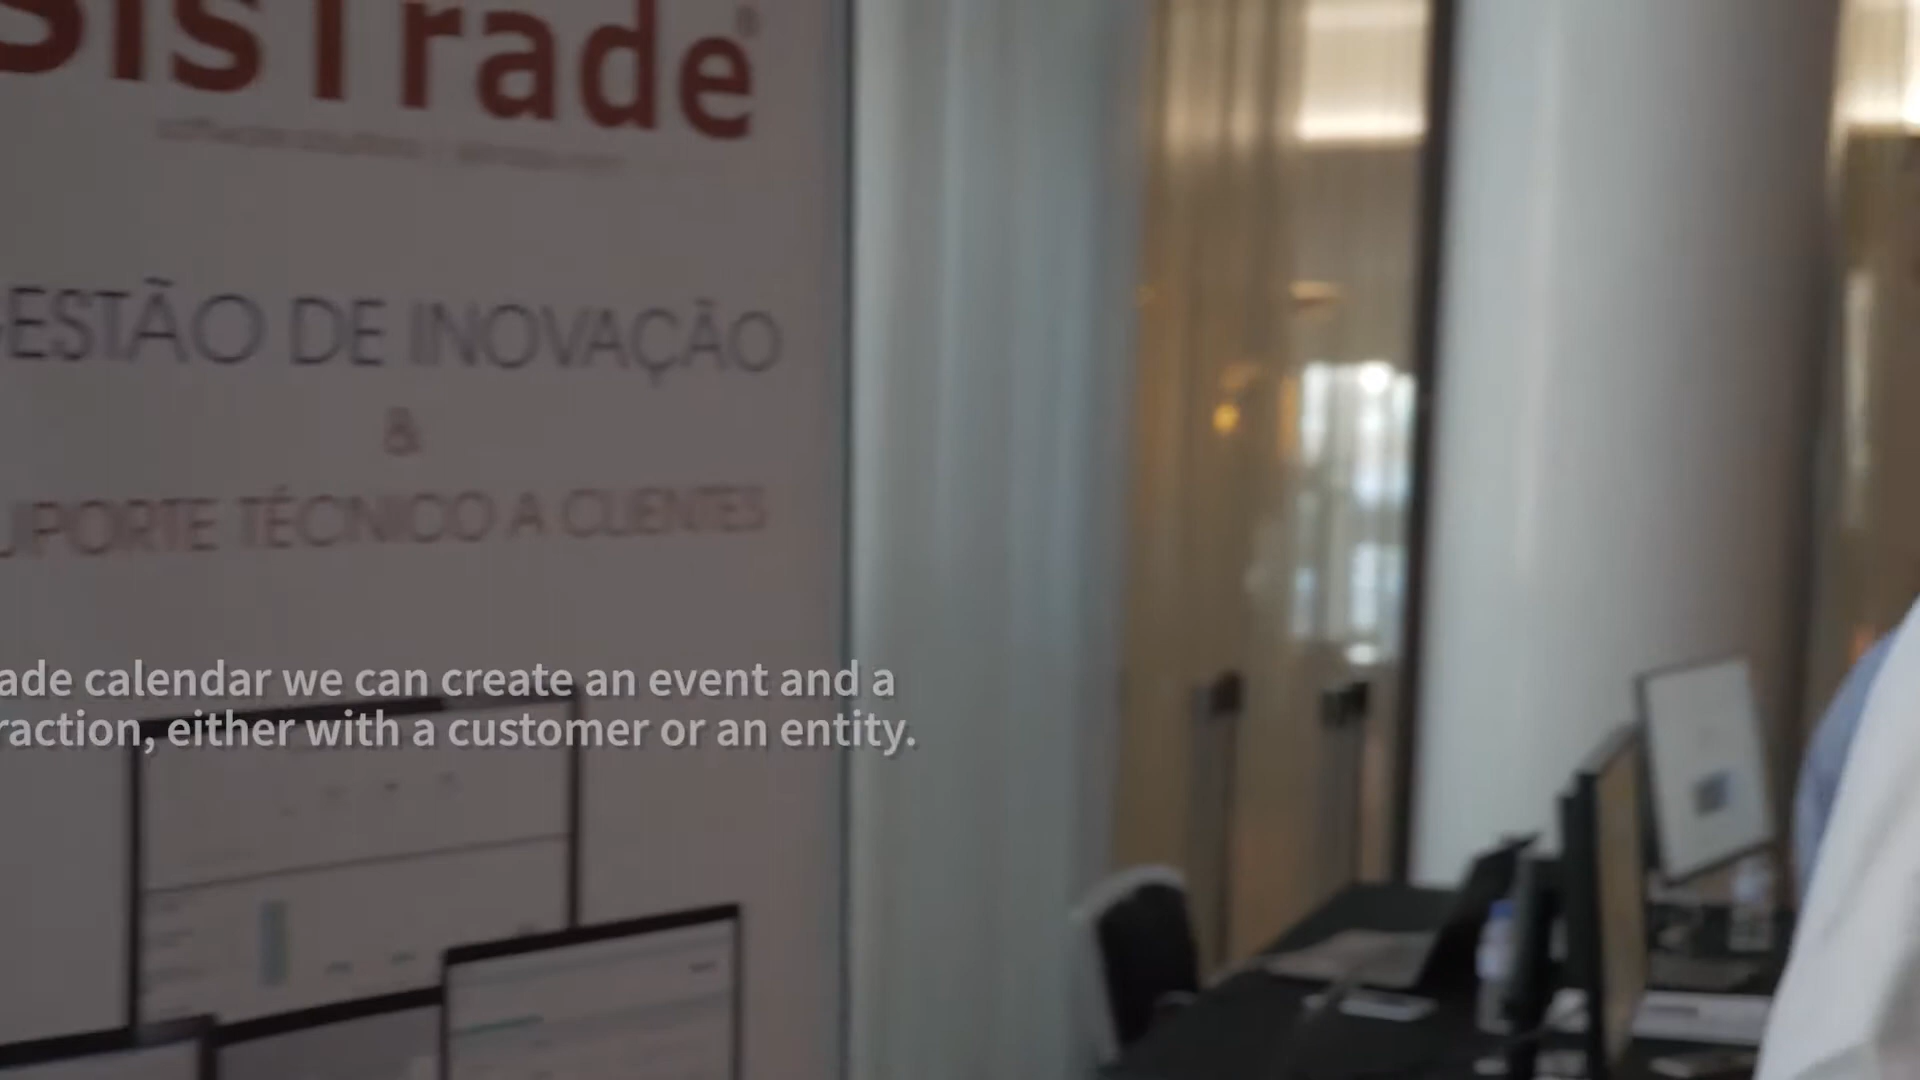 SisTrade®
GESTÃO DE INOVAÇÃO
&
UPORTE TÉCNICO A CLIENTES
ade calendar we can create an event and a
raction, either with a customer or an entity.